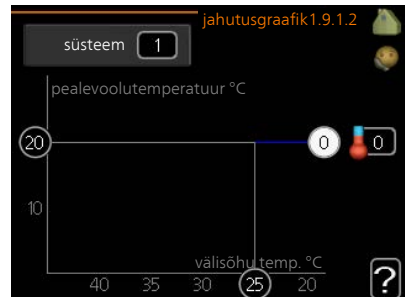 jahutusgraafik1.9.1.2
süsteem 1
pealevoolutemperatuur °C
20 0 0
10
välisõhu temp. °C
40 35 30 25 20
?